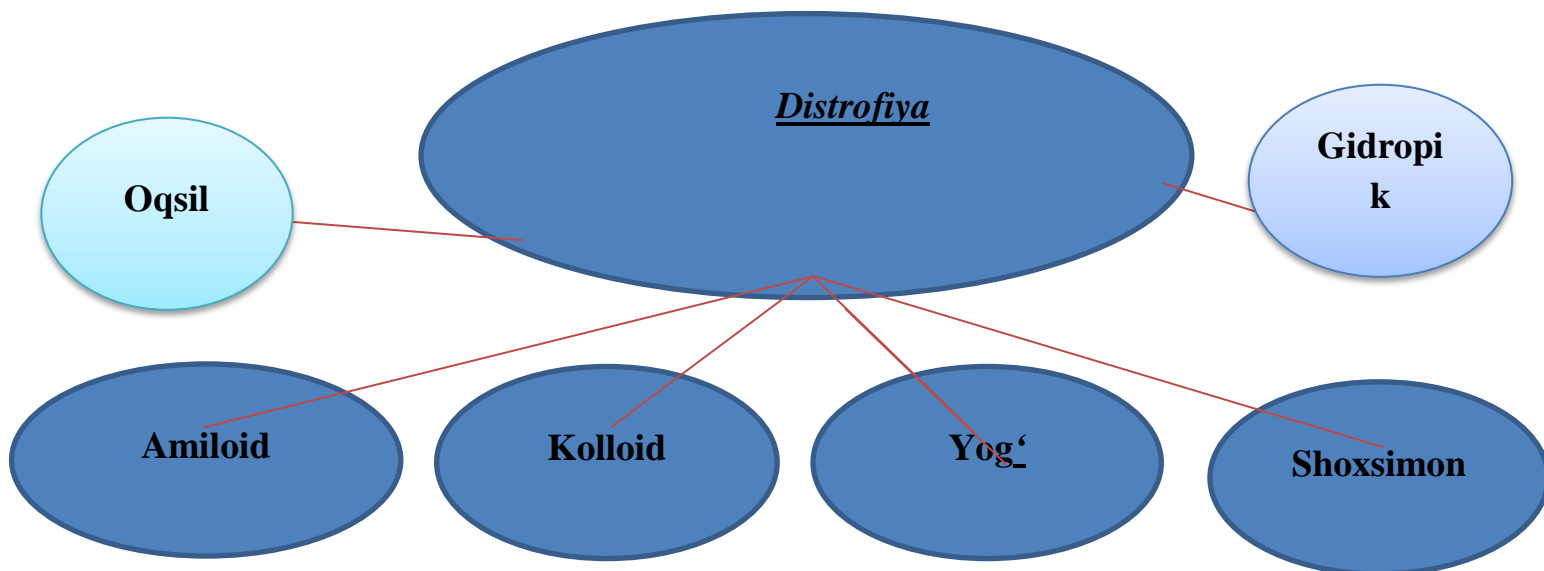 Distrofiya
Oqsil
Gidropi
k
Amiloid
Kolloid
Yog‘
Shoxsimon